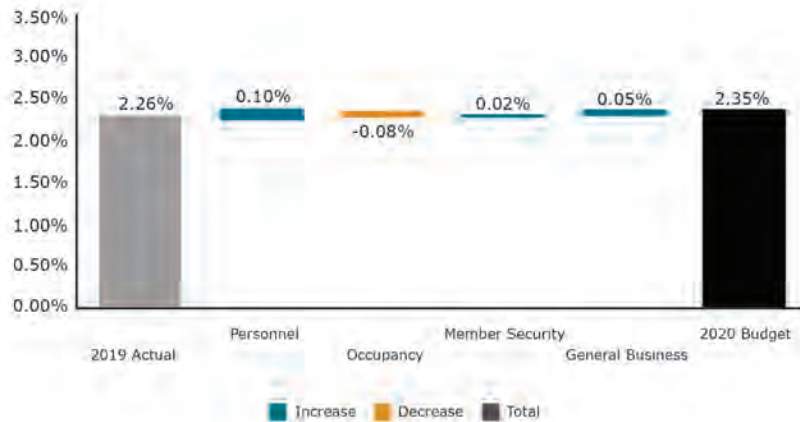 3.50%
3.00%
2.50%
2.00%
1.50%
1.00%
0.50%
0.00%
2.26%
0.10%
-0.08%
0.02%
0.05%
2.35%
2019 Actual
Personnel
Occupancy
Member Security
General Business
2020 Budget
Increase
Decrease
Total